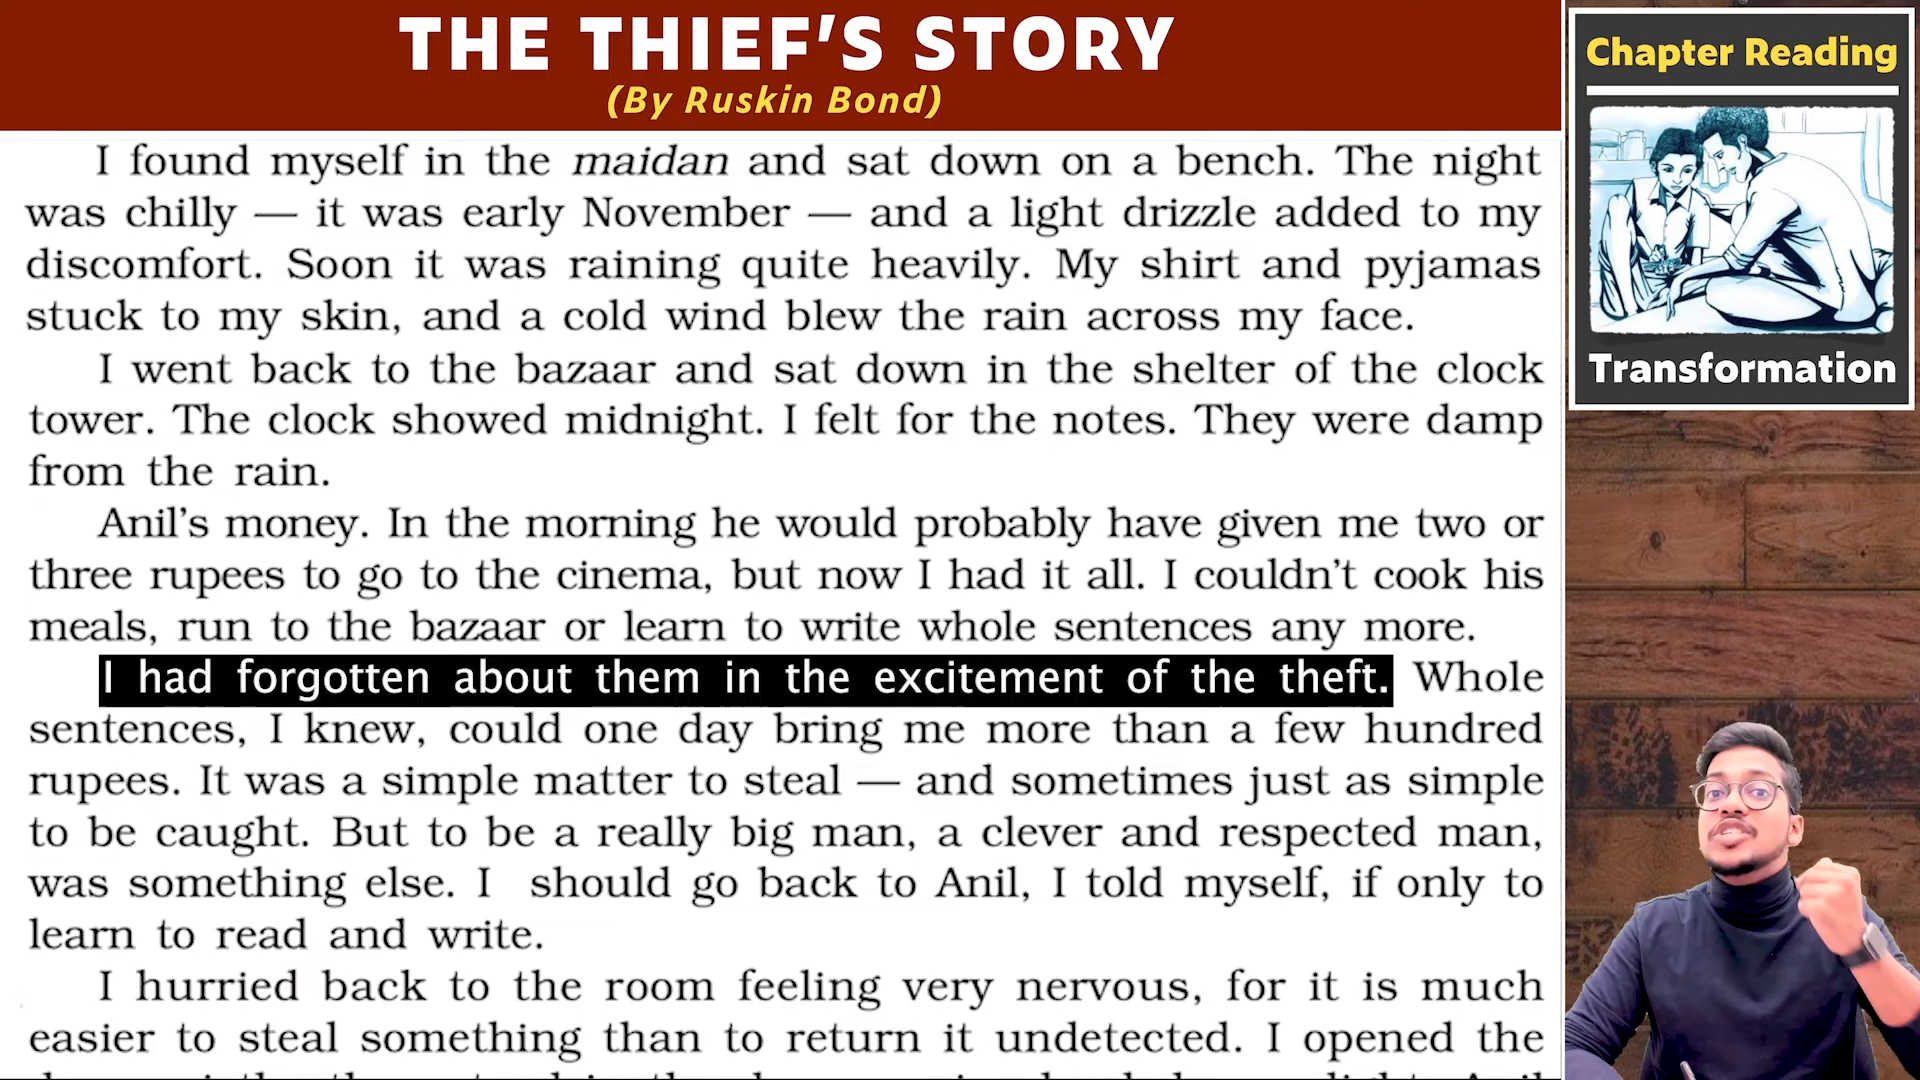 THE THIEF'S STORY
(By Ruskin Bond)
Chapter Reading
Transformation
I found myself in the maidan and sat down on a bench. The night
was chilly — it was early November — and a light drizzle added to my
discomfort. Soon it was raining quite heavily. My shirt and pyjamas
stuck to my skin, and a cold wind blew the rain across my face.
I went back to the bazaar and sat down in the shelter of the clock
tower. The clock showed midnight. I felt for the notes. They were damp
from the rain.
Anil's money. In the morning he would probably have given me two or
three rupees to go to the cinema, but now I had it all. I couldn't cook his
meals, run to the bazaar or learn to write whole sentences any more.
I had forgotten about them in the excitement of the theft. Whole
sentences, I knew, could one day bring me more than a few hundred
rupees. It was a simple matter to steal — and sometimes just as simple
to be caught. But to be a really big man, a clever and respected man,
was something else. I should go back to Anil, I told myself, if only to
learn to read and write.
I hurried back to the room feeling very nervous, for it is much
easier to steal something than to return it undetected. I opened the